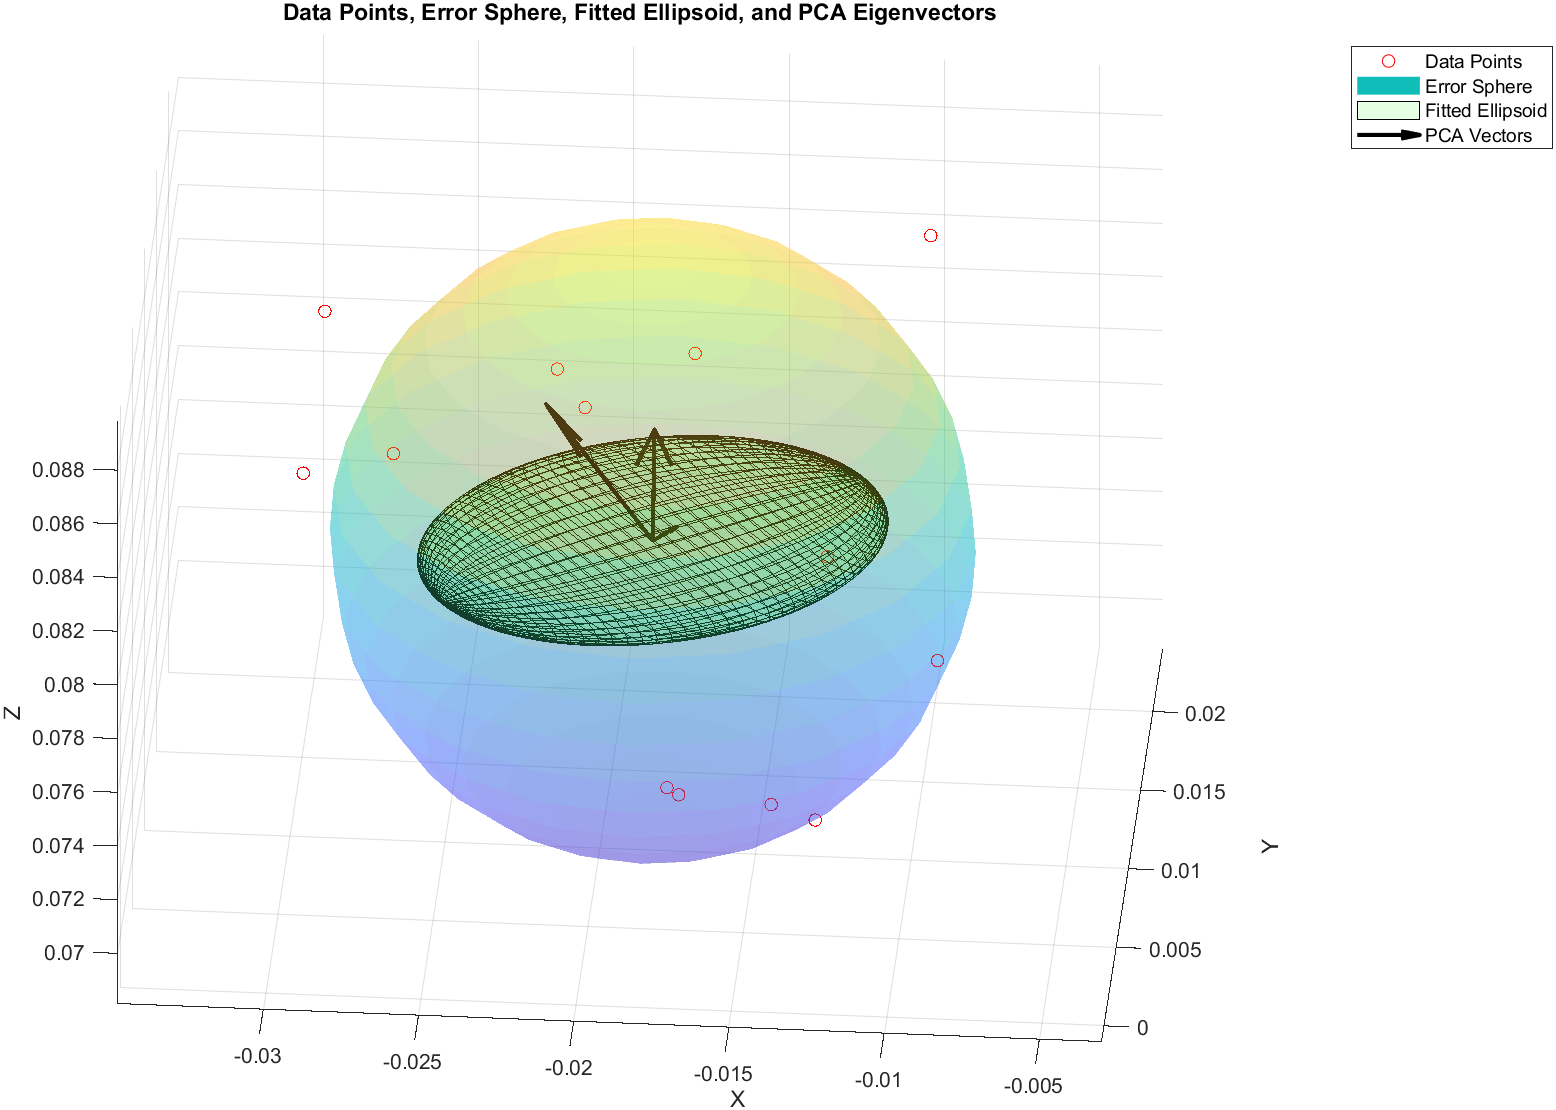 Data Points, Error Sphere, Fitted Ellipsoid, and PCA Eigenvectors
Data Points
Error Sphere
Fitted Ellipsoid
PCA Vectors
0.088
0.086
0.084
0.082
0.08
0.078
0.076
0.074
0.072
0.07
Z
0.02
0.015
0.01
0.005
0
Y
-0.03
-0.025
-0.02
-0.015
-0.01
-0.005
X